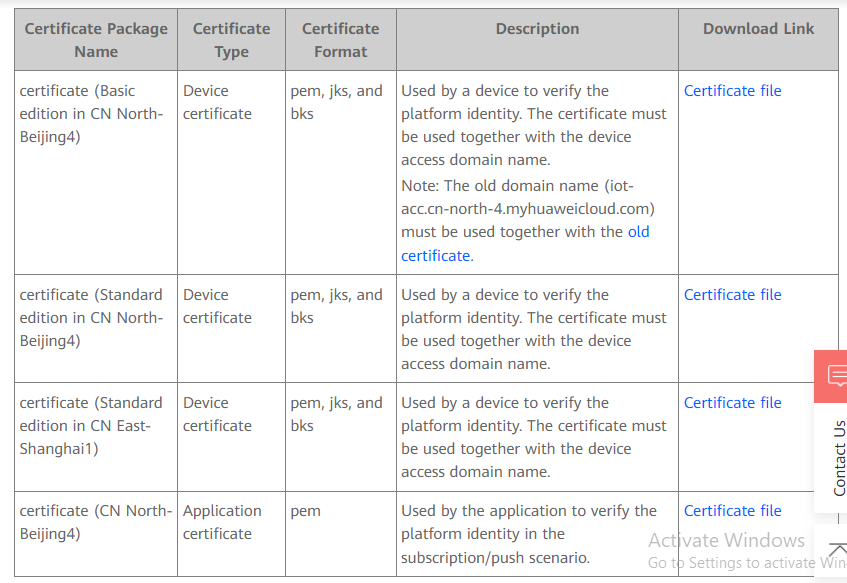 Certificate Package Name
Certificate Type
Certificate Format
Description
Download Link
certificate (Basic
edition in CN North-
Beijing4)
Device
certificate
pem, jks, and
bks
Used by a device to verify the
platform identity. The certificate must
be used together with the device
access domain name.
Note: The old domain name (iot-
acc.cn-north-4.myhuaweicloud.com)
must be used together with the old
certificate.
Certificate file
certificate (Standard
edition in CN North-
Beijing4)
Device
certificate
pem, jks, and
bks
Used by a device to verify the
platform identity. The certificate must
be used together with the device
access domain name.
Certificate file
certificate (Standard
edition in CN East-
Shanghai1)
Device
certificate
pem, jks, and
bks
Used by a device to verify the
platform identity. The certificate must
be used together with the device
access domain name.
Certificate file
certificate (CN North-
Beijing4)
Application
certificate
pem
Used by the application to verify the
platform identity in the
subscription/push scenario.
Certificate file
Contact Us
Activate Windows
Go to Settings to activate Win